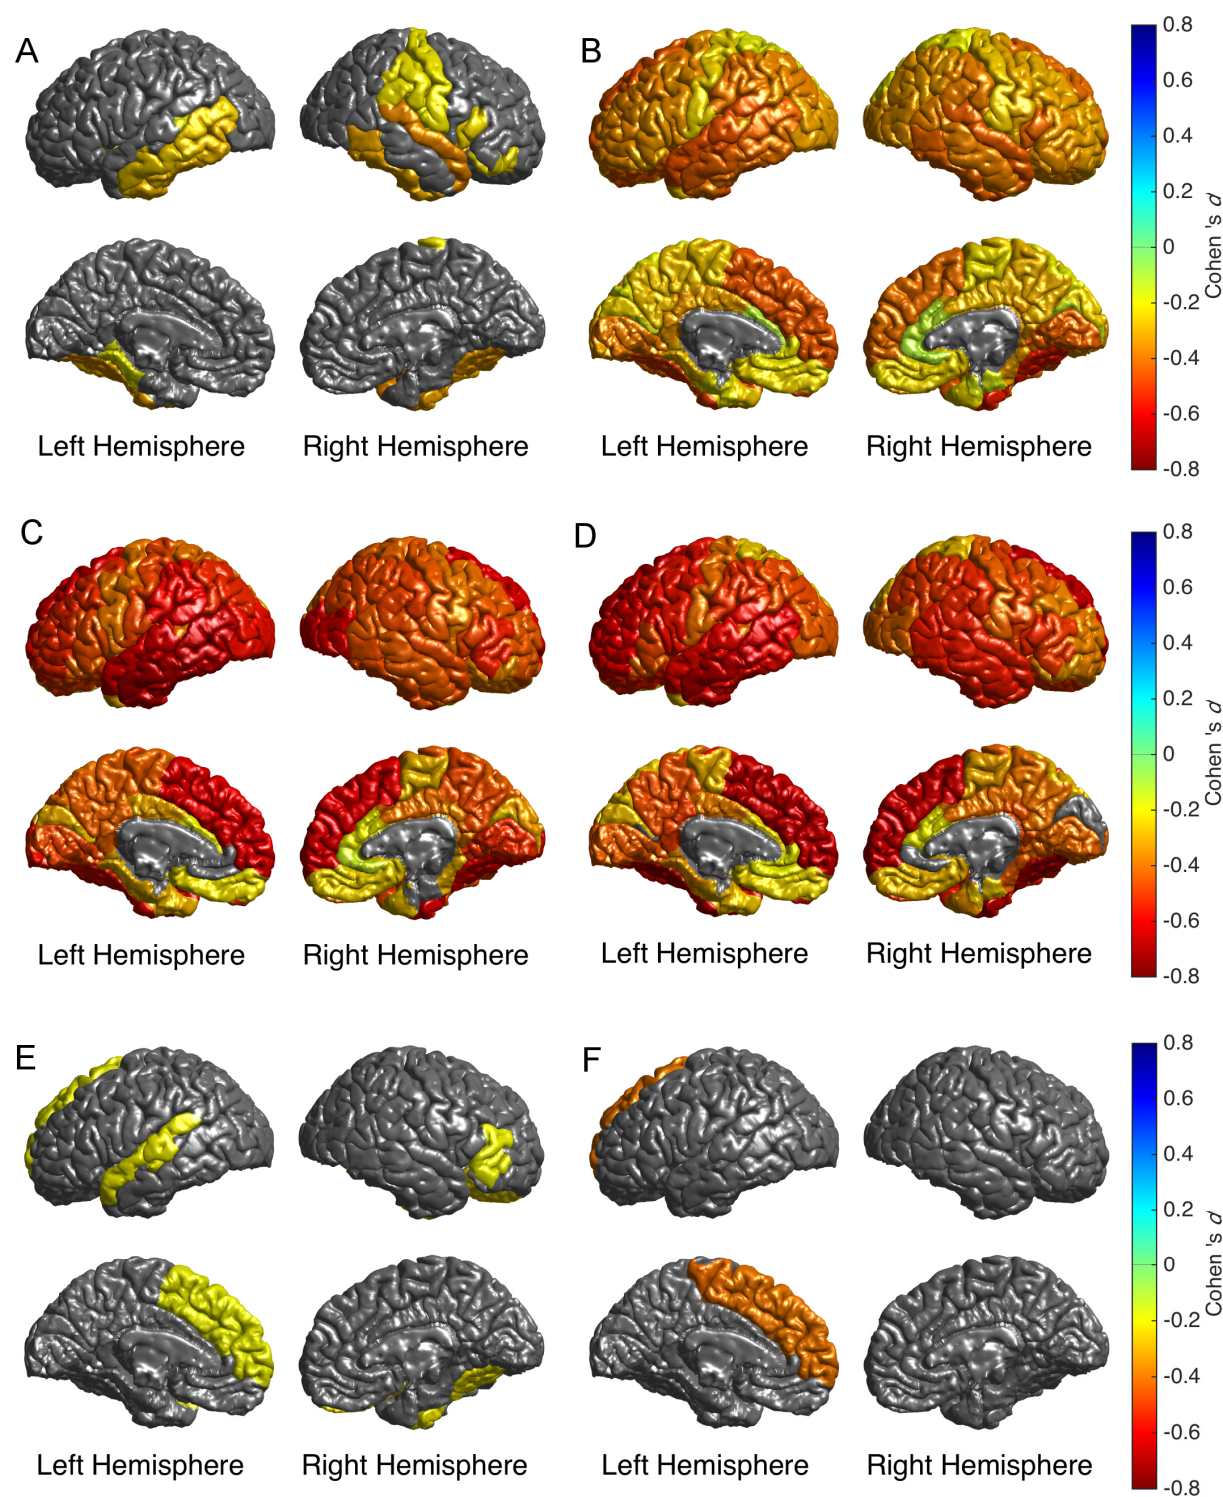 A
B
0.8
0.6
0.4
0.2
0
-0.2
-0.4
-0.6
-0.8
Cohen 's d
Left Hemisphere
Right Hemisphere
Left Hemisphere
Right Hemisphere
C
D
0.8
0.6
0.4
0.2
0
-0.2
-0.4
-0.6
-0.8
Cohen 's d
Left Hemisphere
Right Hemisphere
Left Hemisphere
Right Hemisphere
E
F
0.8
0.6
0.4
0.2
0
-0.2
-0.4
-0.6
-0.8
Cohen 's d
Left Hemisphere
Right Hemisphere
Left Hemisphere
Right Hemisphere